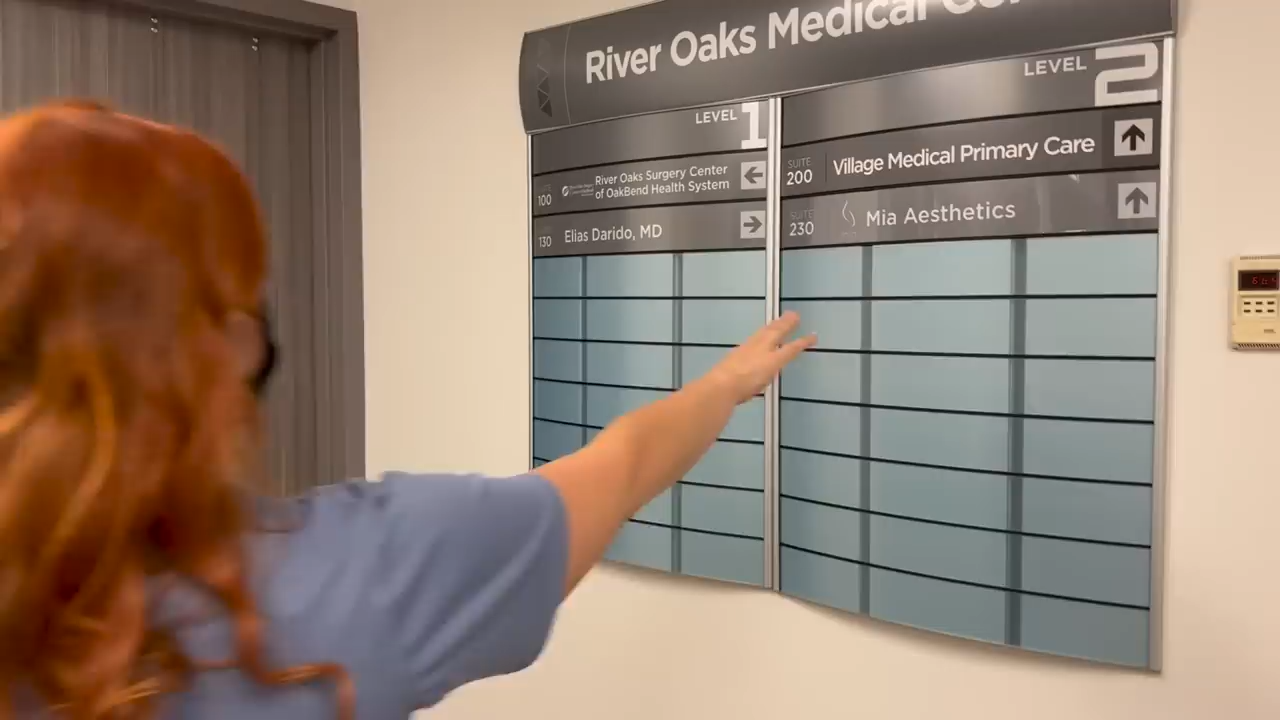 River Oaks Medical
LEVEL 1
100 River Oaks Surgery Center
of OakBend Health System
130 Elias Darido, MD
LEVEL 2
SUITE
200 Village Medical Primary Care
SUITE
230 Mia Aesthetics